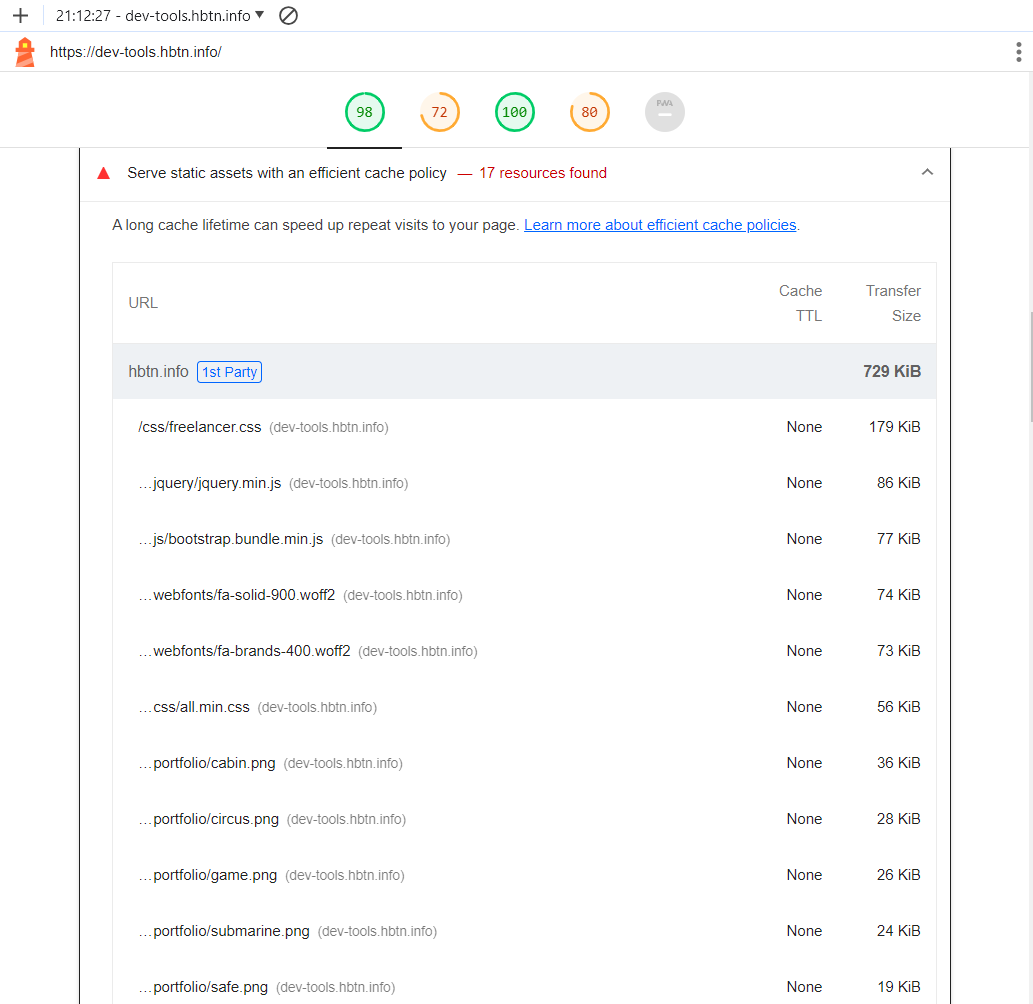 21:12:27 - dev-tools.hbtn.info
https://dev-tools.hbtn.info/
98 72 100 80 PWA
Serve static assets with an efficient cache policy — 17 resources found
A long cache lifetime can speed up repeat visits to your page. Learn more about efficient cache policies.
URL Cache TTL Transfer Size
hbtn.info 1st Party 729 KiB
/css/freelancer.css (dev-tools.hbtn.info) None 179 KiB
…jquery/jquery.min.js (dev-tools.hbtn.info) None 86 KiB
…js/bootstrap.bundle.min.js (dev-tools.hbtn.info) None 77 KiB
…webfonts/fa-solid-900.woff2 (dev-tools.hbtn.info) None 74 KiB
…webfonts/fa-brands-400.woff2 (dev-tools.hbtn.info) None 73 KiB
…css/all.min.css (dev-tools.hbtn.info) None 56 KiB
…portfolio/cabin.png (dev-tools.hbtn.info) None 36 KiB
…portfolio/circus.png (dev-tools.hbtn.info) None 28 KiB
…portfolio/game.png (dev-tools.hbtn.info) None 26 KiB
…portfolio/submarine.png (dev-tools.hbtn.info) None 24 KiB
…portfolio/safe.png (dev-tools.hbtn.info) None 19 KiB